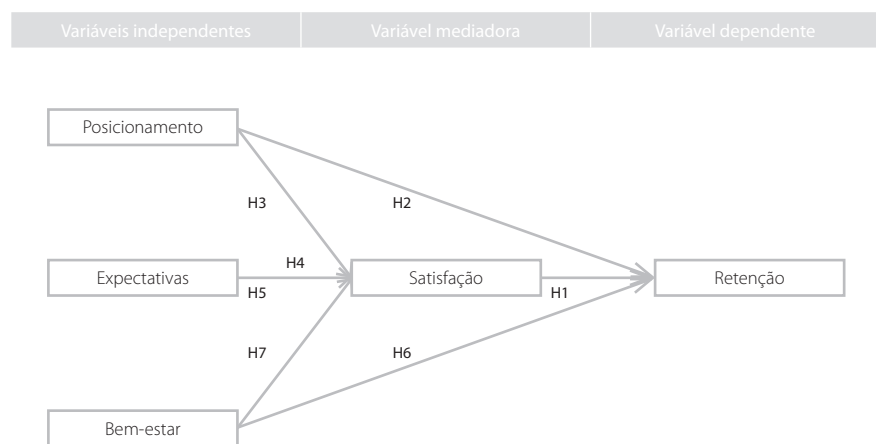 Variáveis independentes
Variável mediadora
Variável dependente
Posicionamento
H3
H2
H4
Expectativas
Satisfação
Retenção
H5
H1
H7
H6
Bem-estar